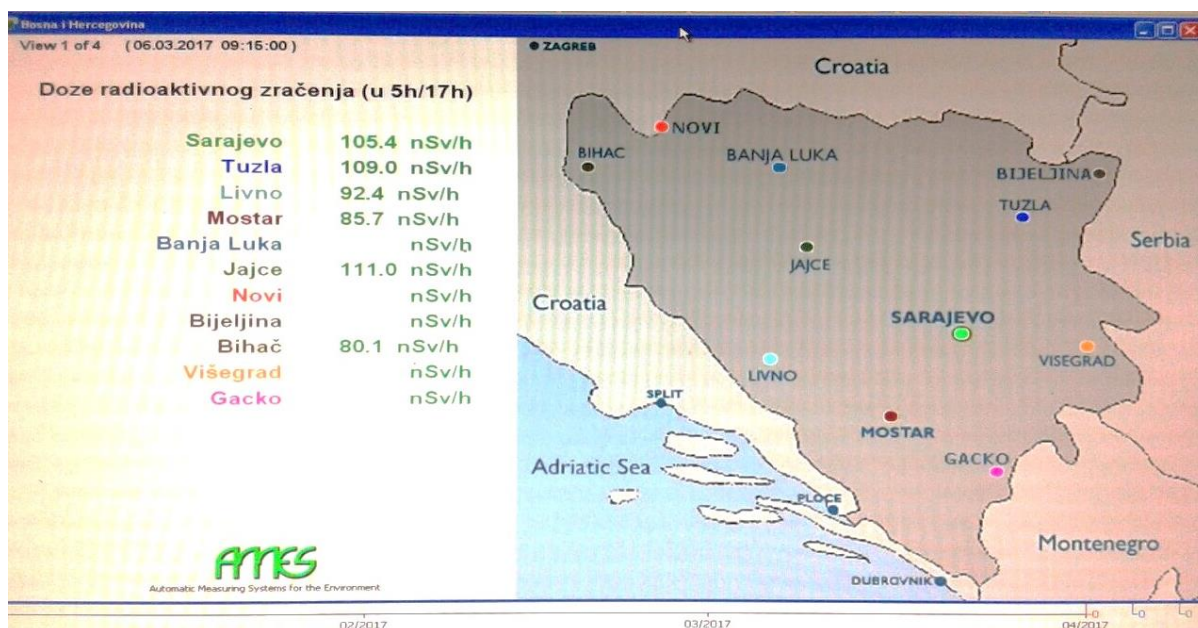 Bosna i Hercegovina
View 1 of 4 (06.03.2017 09:15:00)
Doze radioaktivnog zračenja (u 5h/17h)
Sarajevo 105.4 nSv/h
Tuzla 109.0 nSv/h
Livno 92.4 nSv/h
Mostar 85.7 nSv/h
Banja Luka nSv/h
Jajce 111.0 nSv/h
Novi nSv/h
Bijeljina nSv/h
Bihač 80.1 nSv/h
Višegrad nSv/h
Gacko nSv/h
AMES
Automatic Measuring Systems for the Environment
ZAGREB
Croatia
NOVI
BIHAC
BANJA LUKA
BIJELJINA
TUZLA
Serbia
JAJCE
Croatia
SARAJEVO
VISEGRAD
LIVNO
SPLIT
MOSTAR
GACKO
Adriatic Sea
PLOCE
Montenegro
DUBROVNIK
02/2017
03/2017
04/2017